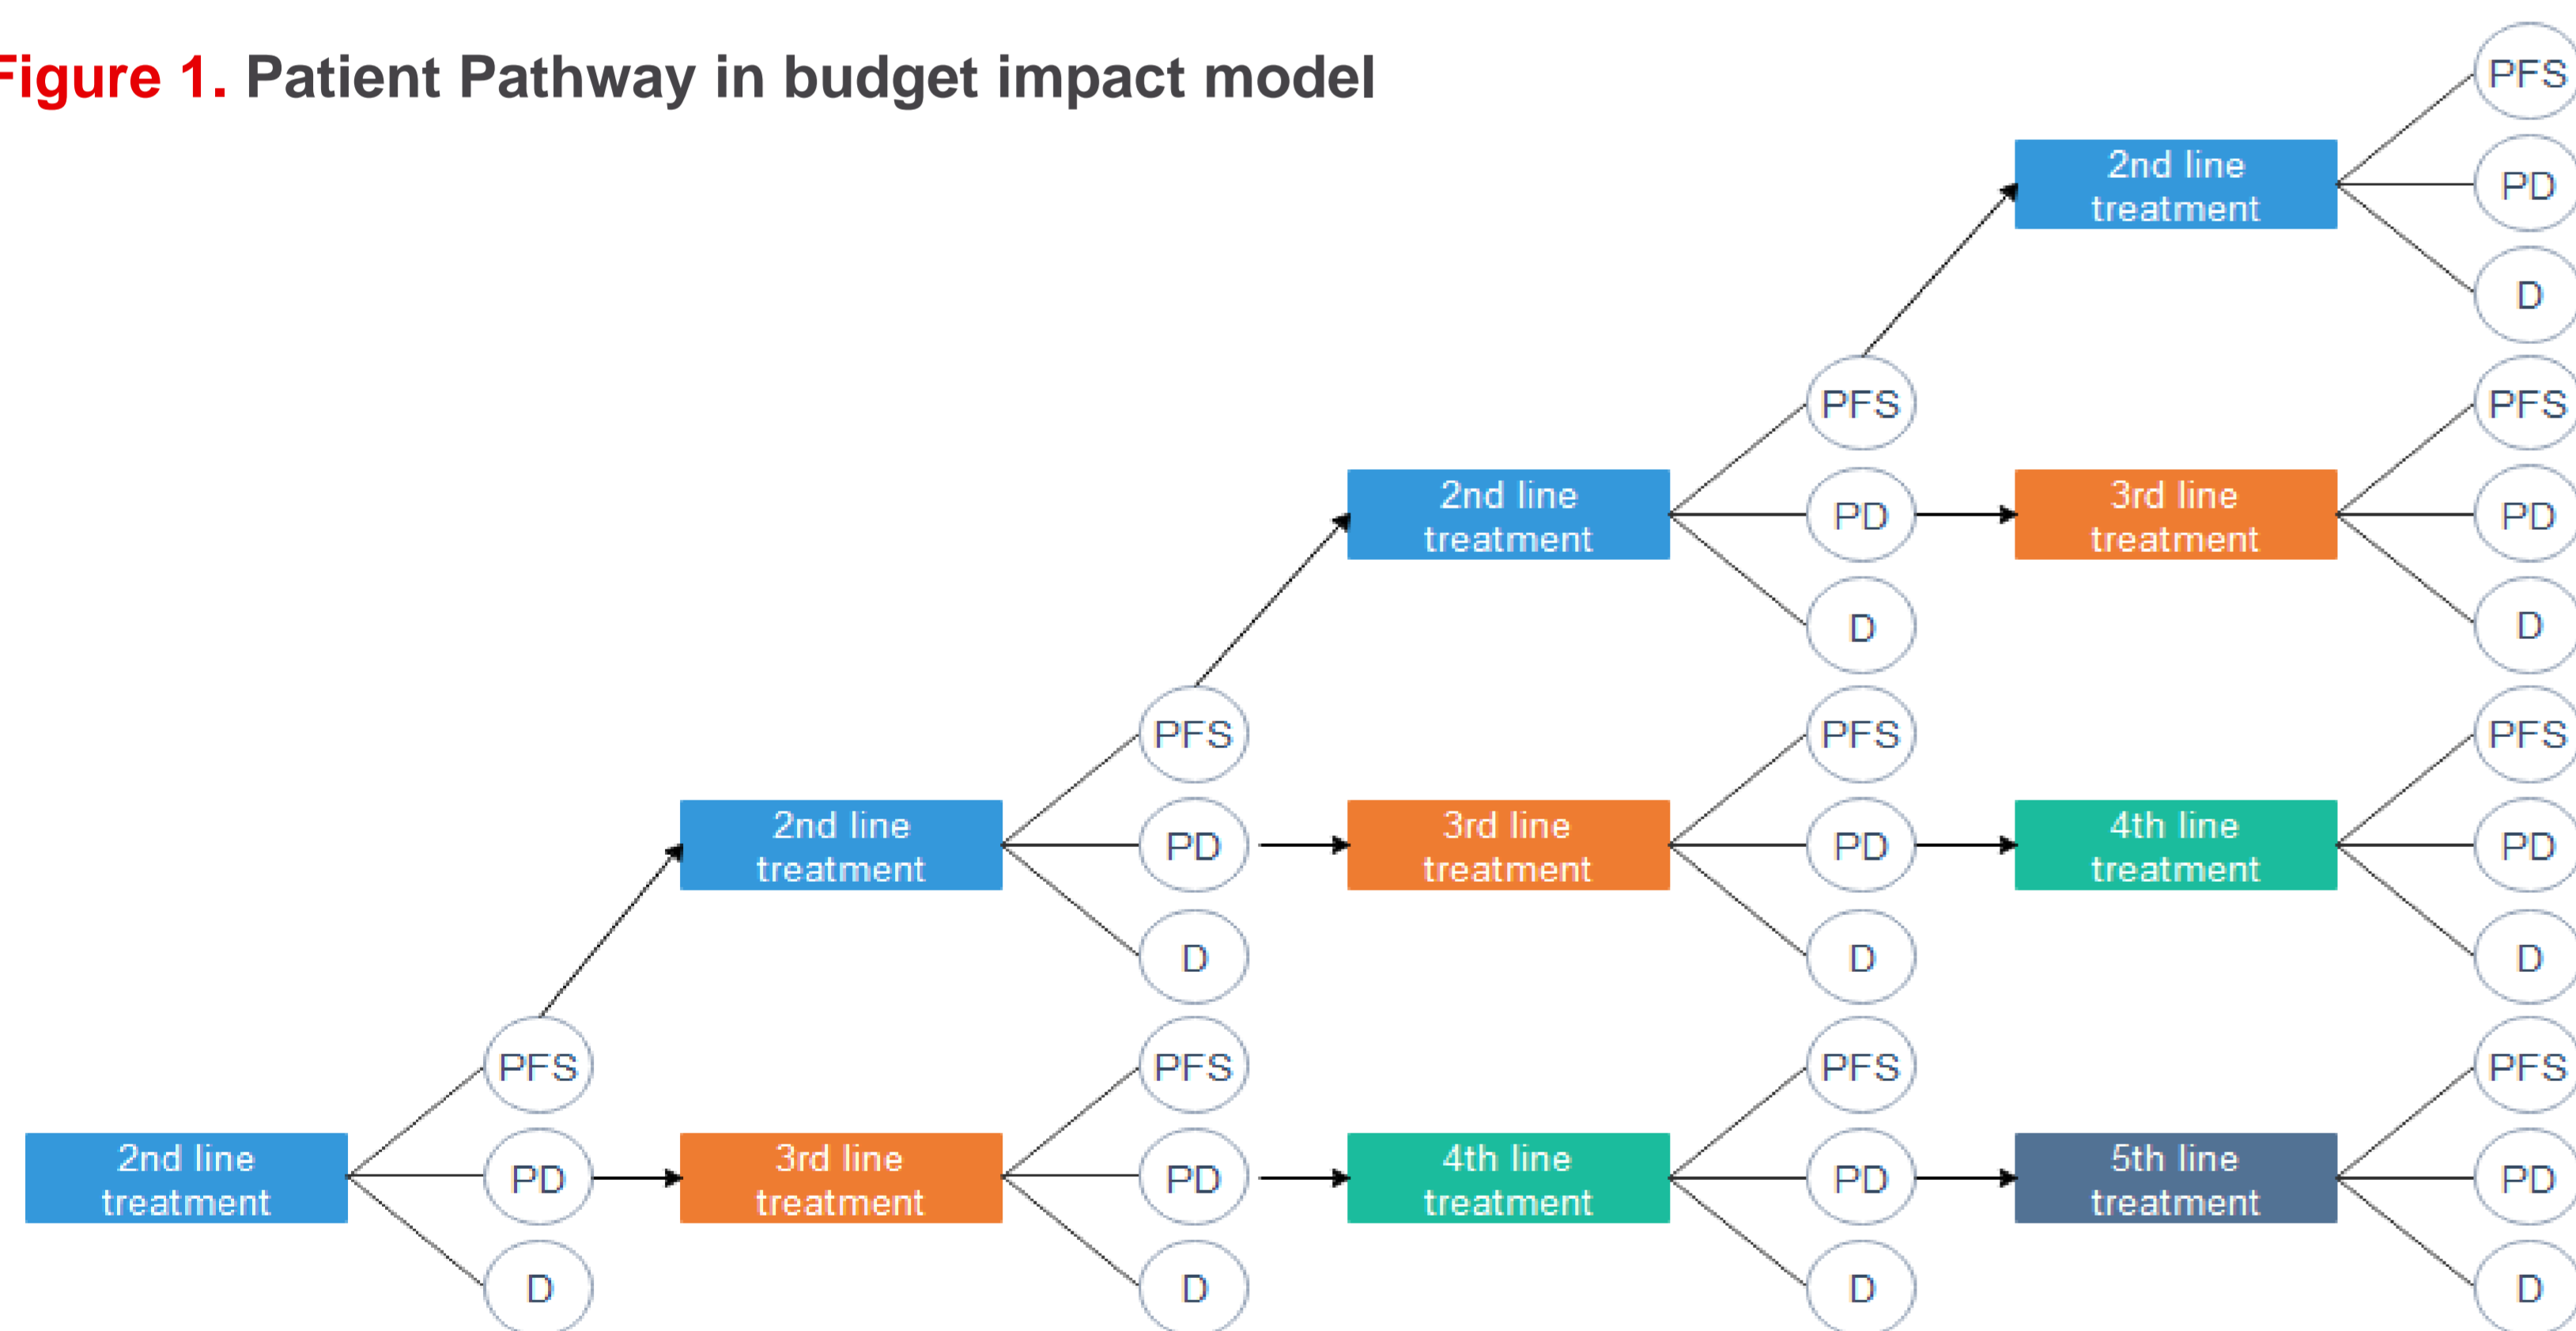 Figure 1. Patient Pathway in budget impact model
PFS
2nd line
treatment
PD
D
PFS
PFS
2nd line
treatment
PD
3rd line
treatment
PD
D
D
PFS
PFS
PFS
2nd line
treatment
PD
3rd line
treatment
PD
4th line
treatment
PD
D
D
D
PFS
PFS
PFS
PFS
2nd line
treatment
PD
3rd line
treatment
PD
4th line
treatment
PD
5th line
treatment
PD
D
D
D
D